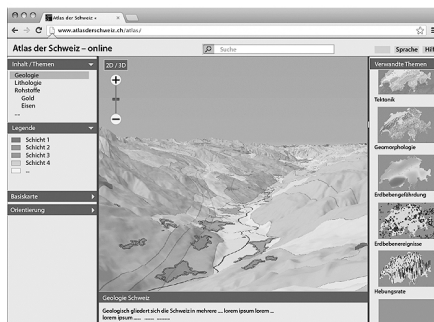 Atlas der Schweiz
www.atlasderschweiz.ch/atlas/
Atlas der Schweiz – online
Suche
Sprache
Hilf
Inhalt / Themen
Geologie
Lithologie
Rohstoffe
Gold
Eisen
...
Legende
Schicht 1
Schicht 2
Schicht 3
Schicht 4
...
Basiskarte
Orientierung
2D / 3D
Geologie Schweiz
Geologisch gliedert sich die Schweiz in mehrere .... lorem ipsum lorem ...
lorem ipsum ..... ...... .......
Verwandte Themen
Tektonik
Geomorphologie
Erdbebengefährdung
Erdbebenereignisse
Hebungsrate